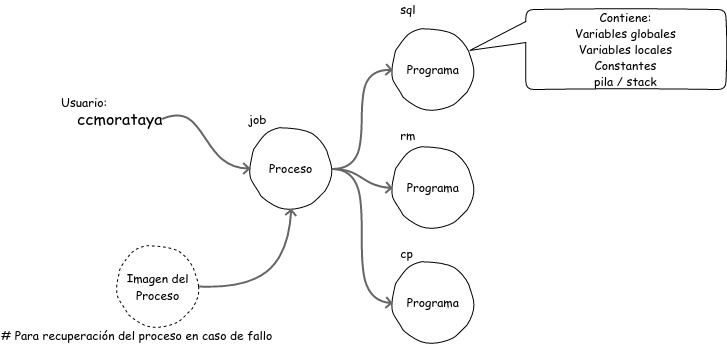 sql
Contiene:
Variables globales
Variables locales
Constantes
pila / stack
Programa
Usuario:
ccmorataya
job
Proceso
rm
Programa
cp
Programa
Imagen del
Proceso
# Para recuperación del proceso en caso de fallo